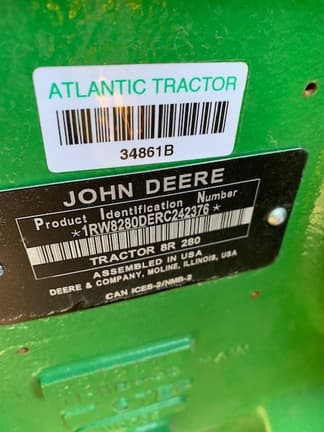 ATLANTIC TRACTOR
34861B
JOHN DEERE
Product Identification Number
*1RW8280DERC242376*
TRACTOR 8R 280
ASSEMBLED IN USA
DEERE & COMPANY, MOLINE, ILLINOIS, USA
CAN ICES-2/NMB-2